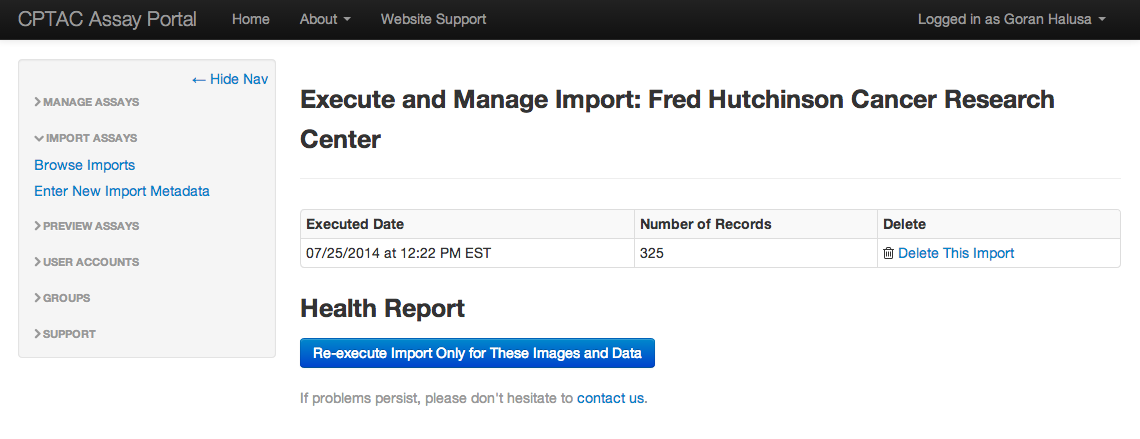 CPTAC Assay Portal Home About Website Support Logged in as Goran Halusa
← Hide Nav
MANAGE ASSAYS
IMPORT ASSAYS
Browse Imports
Enter New Import Metadata
PREVIEW ASSAYS
USER ACCOUNTS
GROUPS
SUPPORT
Execute and Manage Import: Fred Hutchinson Cancer Research
Center
Executed Date Number of Records Delete
07/25/2014 at 12:22 PM EST 325 Delete This Import
Health Report
Re-execute Import Only for These Images and Data
If problems persist, please don't hesitate to contact us.